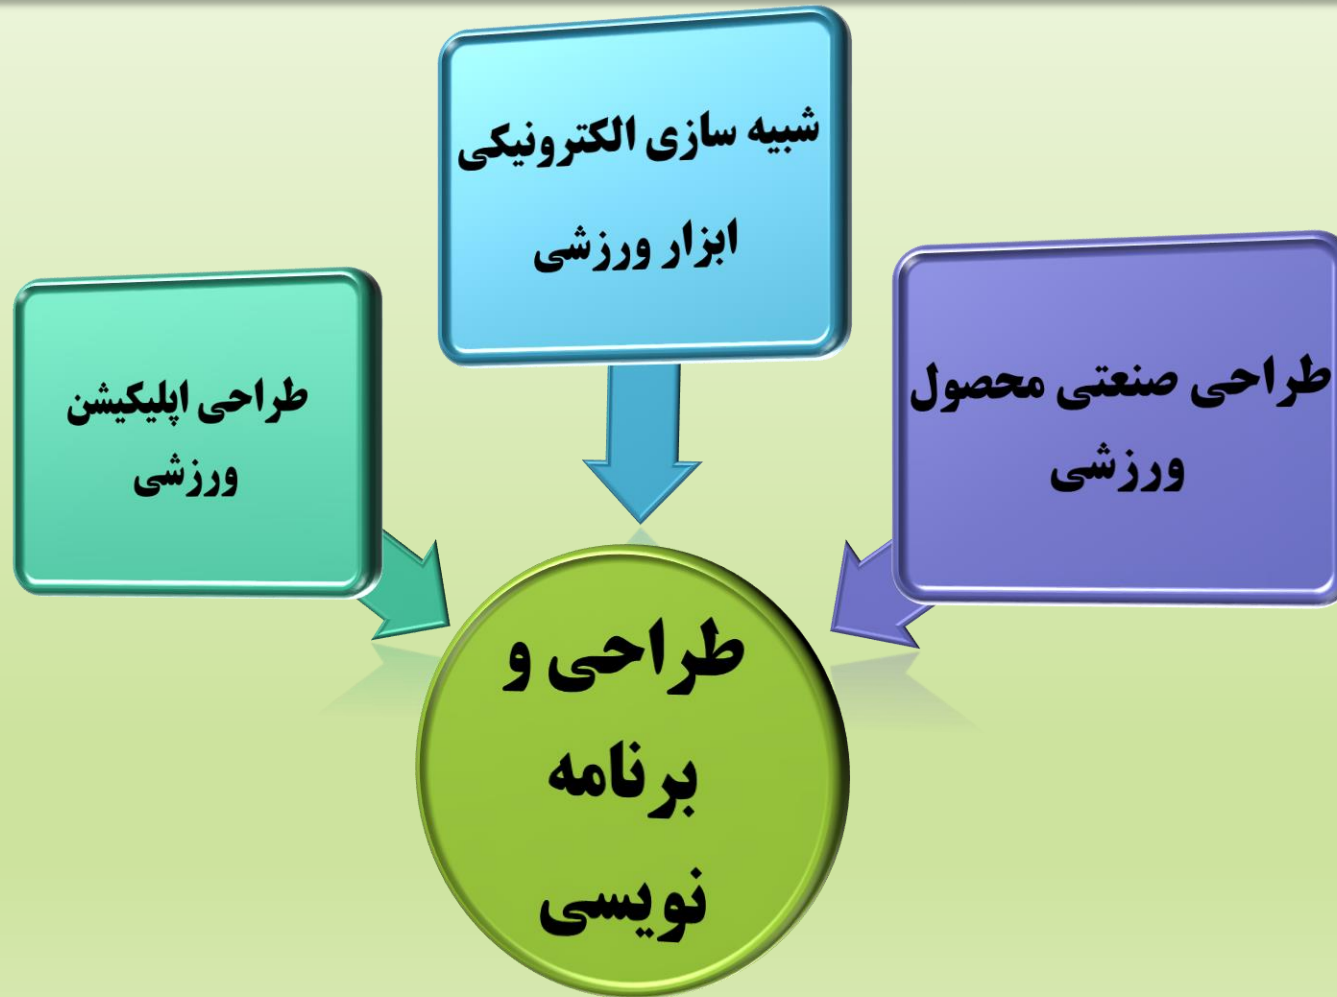 شبیه سازی الکترونیکی
ابزار ورزشی
طراحی صنعتی محصول
ورزشی
طراحی اپلیکیشن
ورزشی
طراحی و
برنامه
نویسی